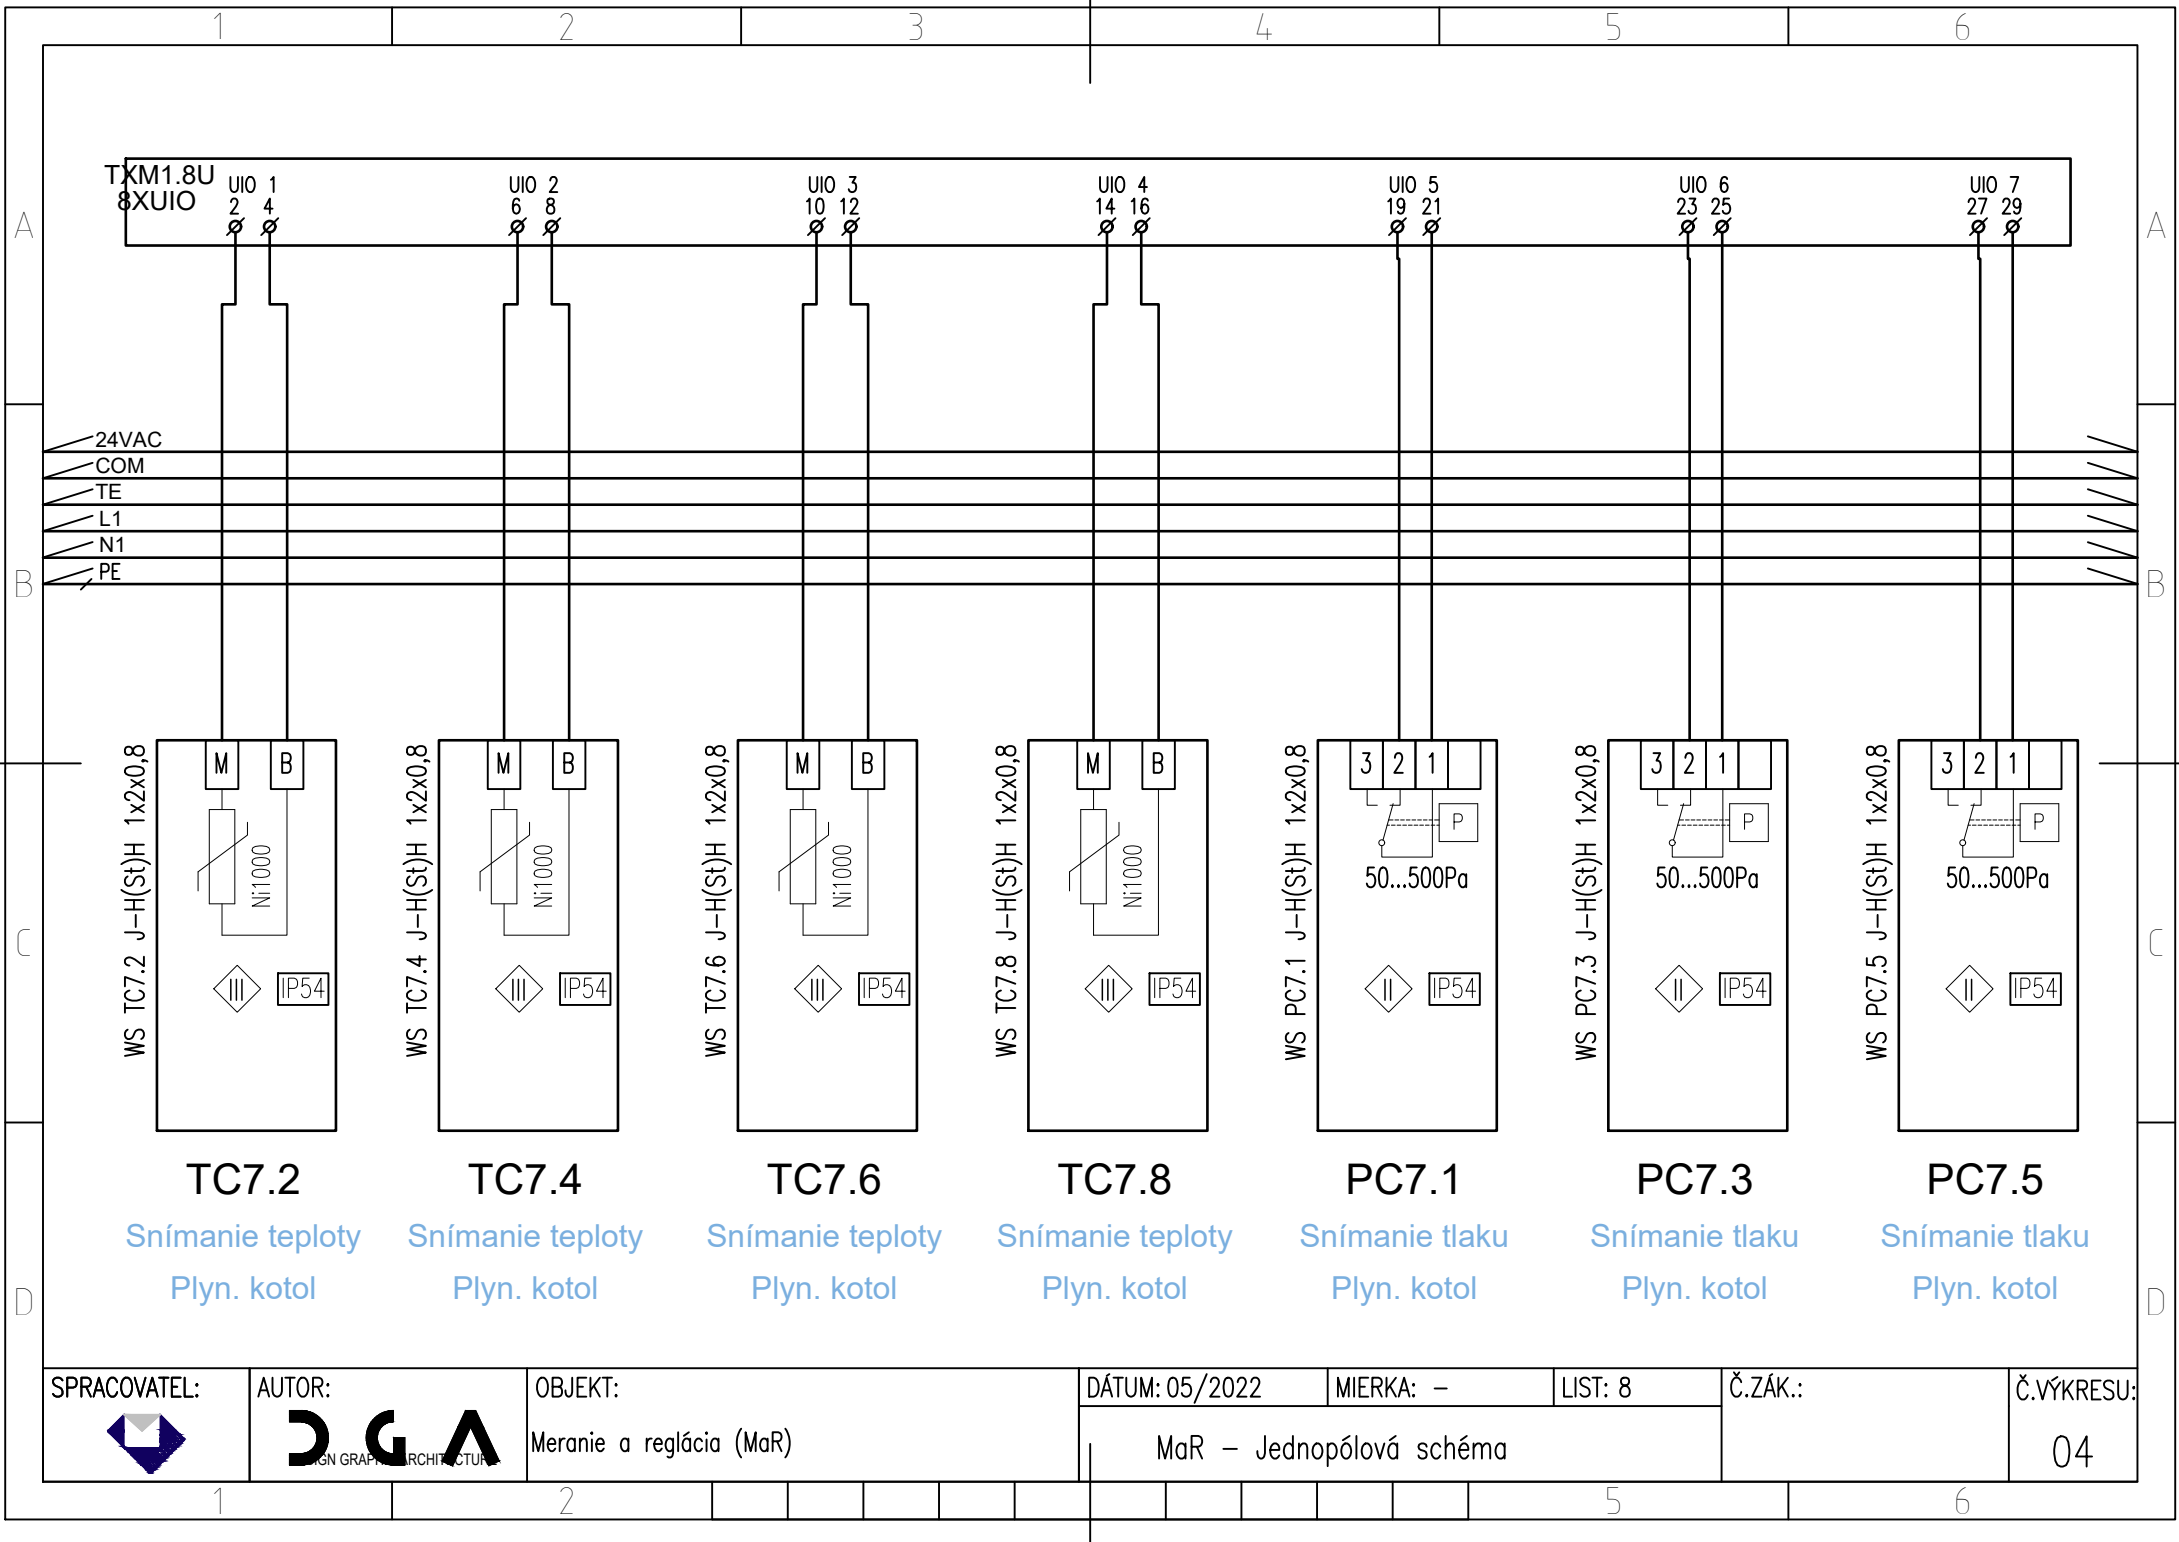 1 2 3 4 5 6
TXM1.8U
8XUIO
UIO 1 UIO 2 UIO 3 UIO 4 UIO 5 UIO 6 UIO 7
2 4 6 8 10 12 14 16 19 21 23 25 27 29
A A
24VAC
COM
TE
L1
N1
PE
B B
M B M B M B M B 3 2 1 3 2 1 3 2 1
P P P
Ni1000 Ni1000 Ni1000 Ni1000 50...500Pa 50...500Pa 50...500Pa
WS TC7.2 J-H(St)H 1x2x0,8
WS TC7.4 J-H(St)H 1x2x0,8
WS TC7.6 J-H(St)H 1x2x0,8
WS TC7.8 J-H(St)H 1x2x0,8
WS PC7.1 J-H(St)H 1x2x0,8
WS PC7.3 J-H(St)H 1x2x0,8
WS PC7.5 J-H(St)H 1x2x0,8
C C
III IP54 III IP54 III IP54 III IP54 II IP54 II IP54 II IP54
TC7.2 TC7.4 TC7.6 TC7.8 PC7.1 PC7.3 PC7.5
Snímanie teploty Snímanie teploty Snímanie teploty Snímanie teploty Snímanie tlaku Snímanie tlaku Snímanie tlaku
Plyn. kotol Plyn. kotol Plyn. kotol Plyn. kotol Plyn. kotol Plyn. kotol Plyn. kotol
D D
SPRACOVATEL: AUTOR: OBJEKT: DÁTUM: 05/2022 MIERKA: - LIST: 8 Č.ZÁK.: Č.VÝKRESU:
DGA
Meranie a reglácia (MaR) MaR - Jednopólová schéma 04
1 2 5 6